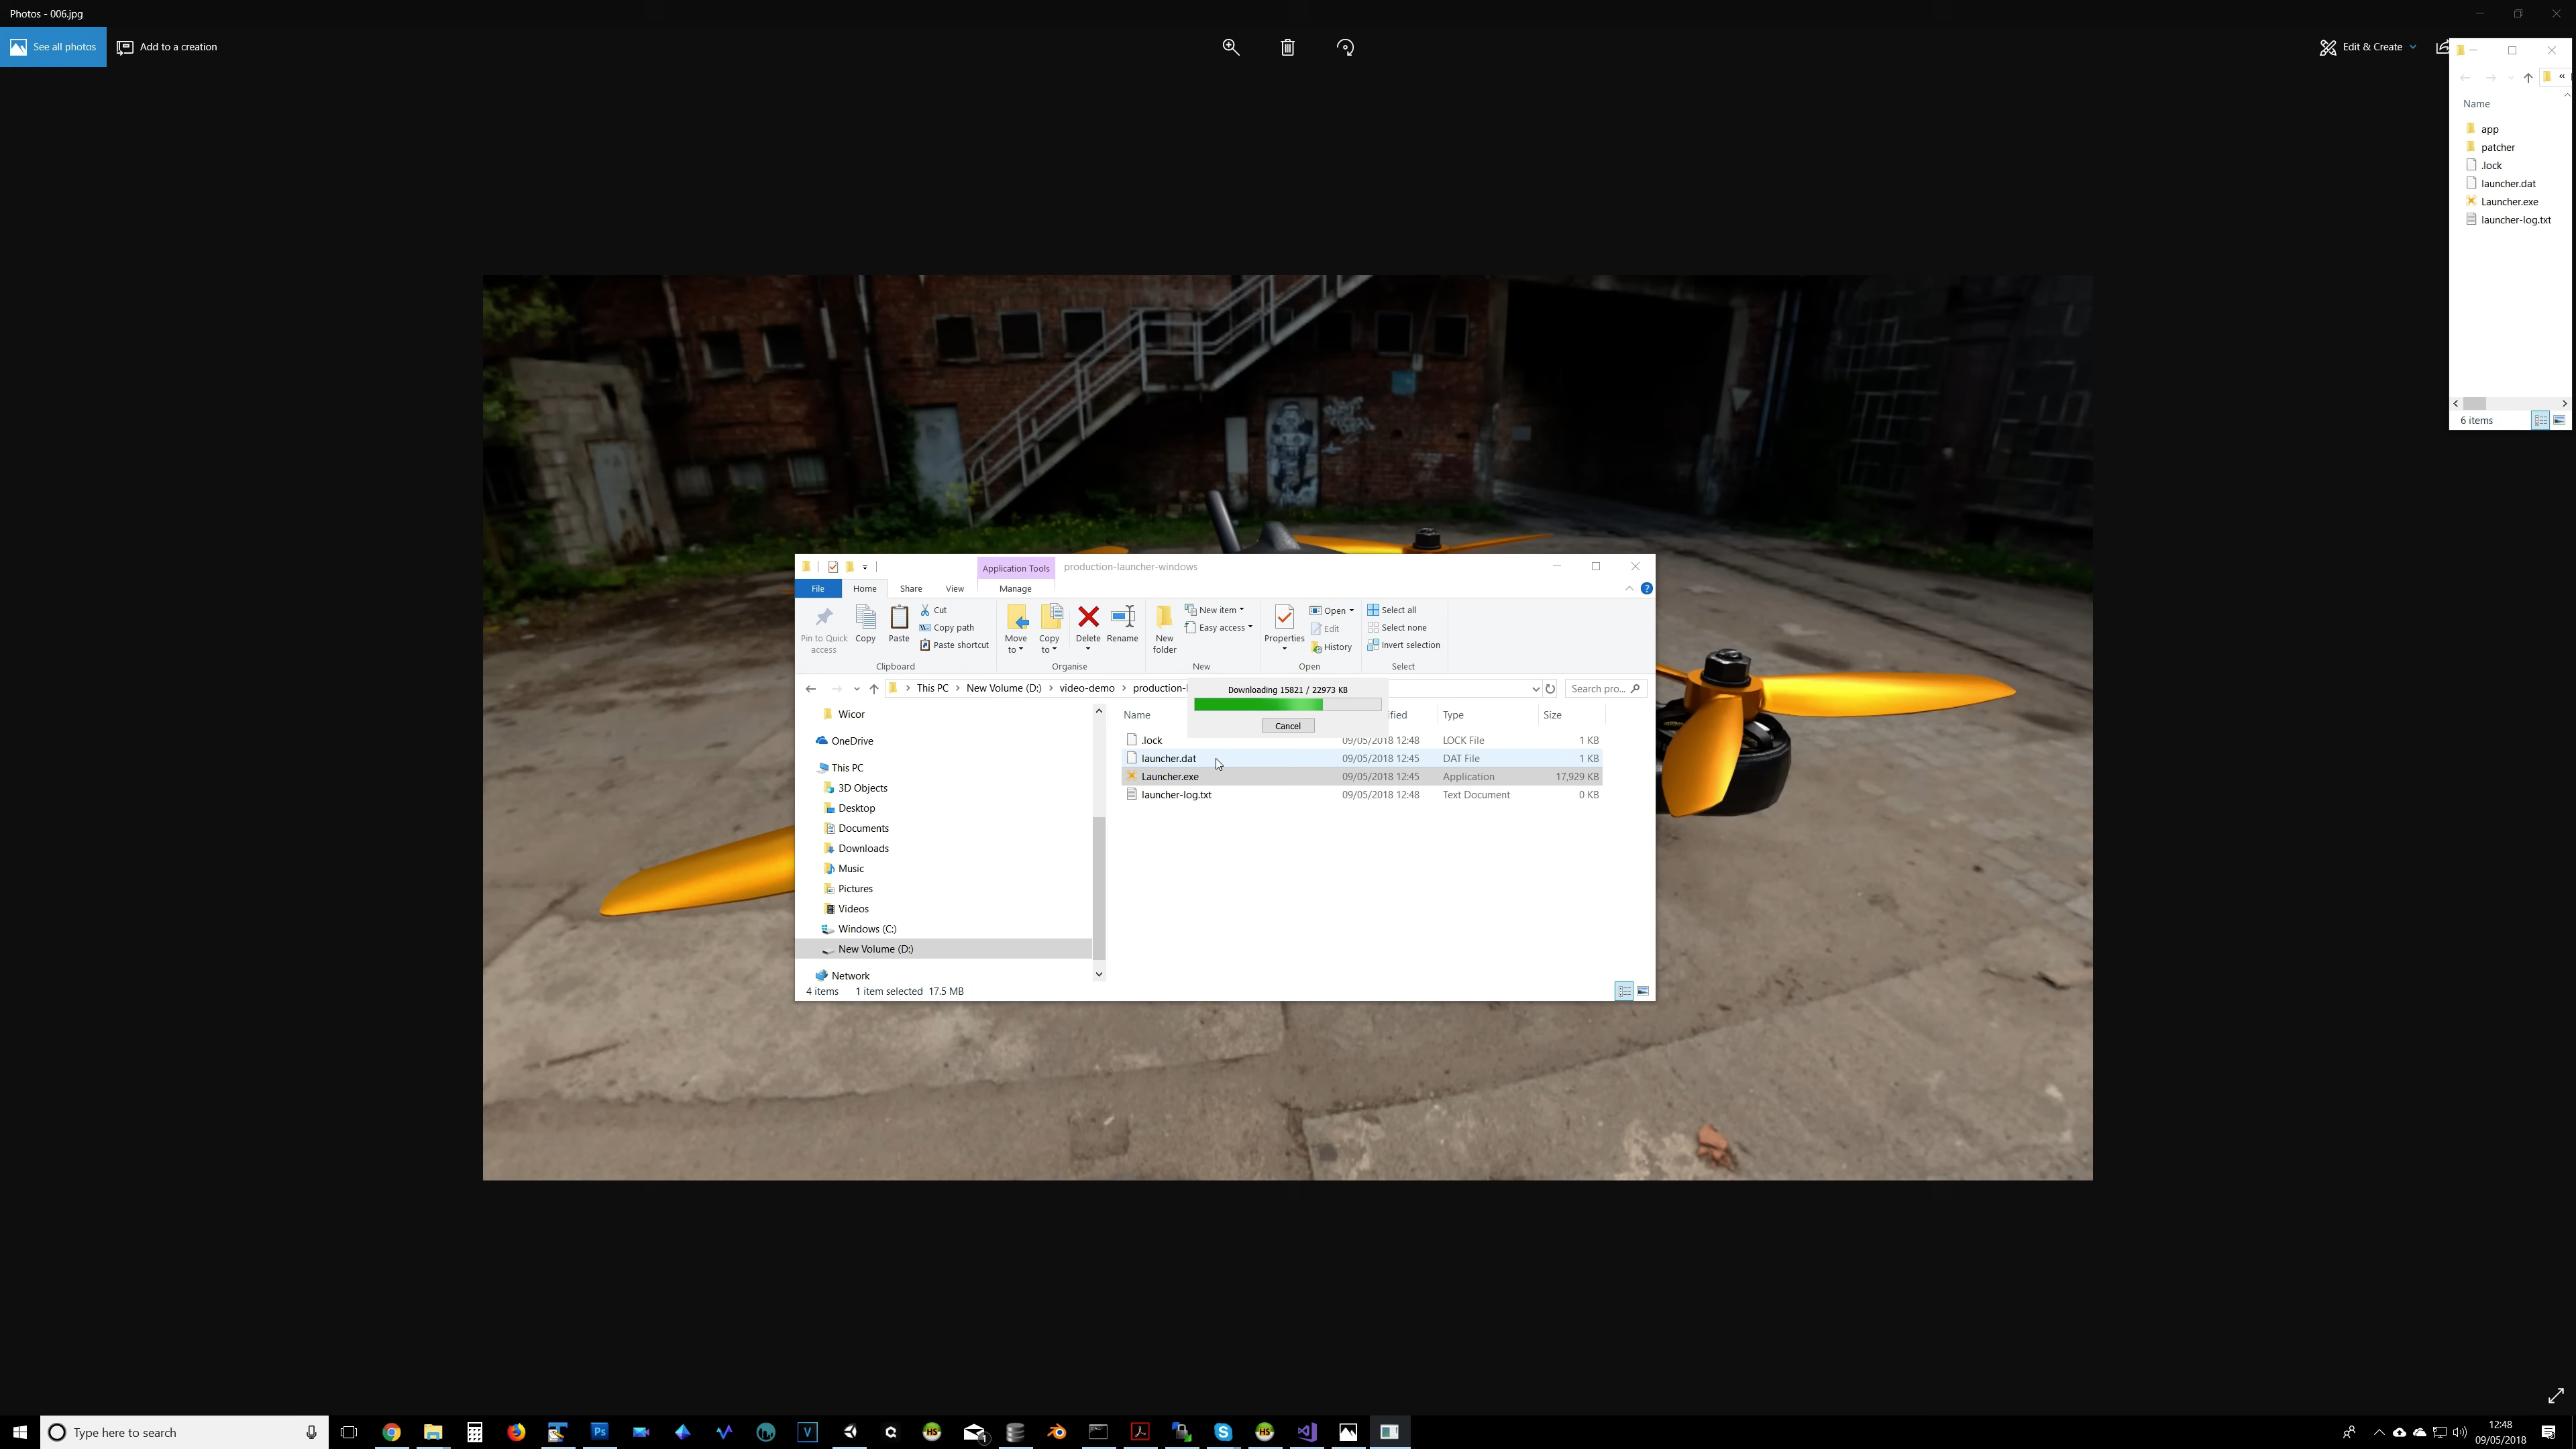 Photos - 006.jpg
See all photos
Add to a creation
Edit & Create
Name
app
patcher
.lock
launcher.dat
Launcher.exe
launcher-log.txt
6 items
Application Tools
production-launcher-windows
File
Home
Share
View
Manage
Pin to Quick access
Copy
Paste
Cut
Copy path
Paste shortcut
Clipboard
Move to
Copy to
Delete
Rename
Organise
New folder
New item
Easy access
New
Properties
Open
Edit
History
Open
Select all
Select none
Invert selection
Select
This PC
New Volume (D:)
video-demo
production-l
Search pro...
Downloading 15821 / 22973 KB
Cancel
Wicor
OneDrive
This PC
3D Objects
Desktop
Documents
Downloads
Music
Pictures
Videos
Windows (C:)
New Volume (D:)
Network
Name
ified
Type
Size
.lock 09/05/2018 12:48 LOCK File 1 KB
launcher.dat 09/05/2018 12:45 DAT File 1 KB
Launcher.exe 09/05/2018 12:45 Application 17,929 KB
launcher-log.txt 09/05/2018 12:48 Text Document 0 KB
4 items 1 item selected 17.5 MB
Type here to search
Ps
V
HS
1
HS
12:48
09/05/2018